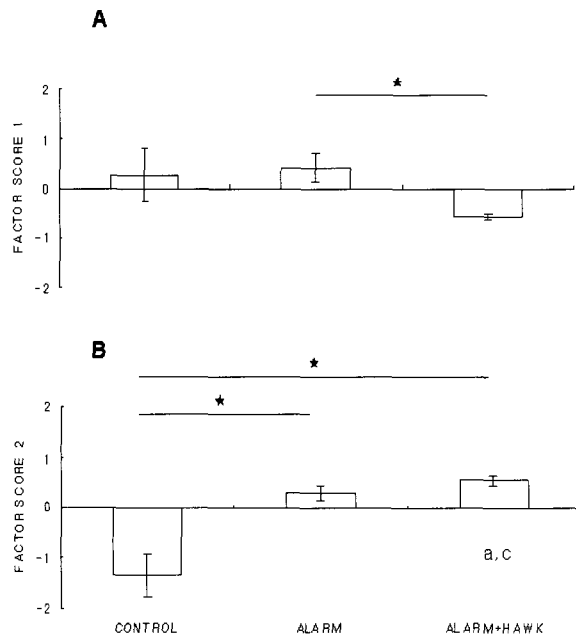 A
★
2
1
0
-1
-2
FACTOR SCORE 1
B
★
★
2
1
0
-1
-2
FACTOR SCORE 2
a,c
CONTROL ALARM ALARM+HAWK